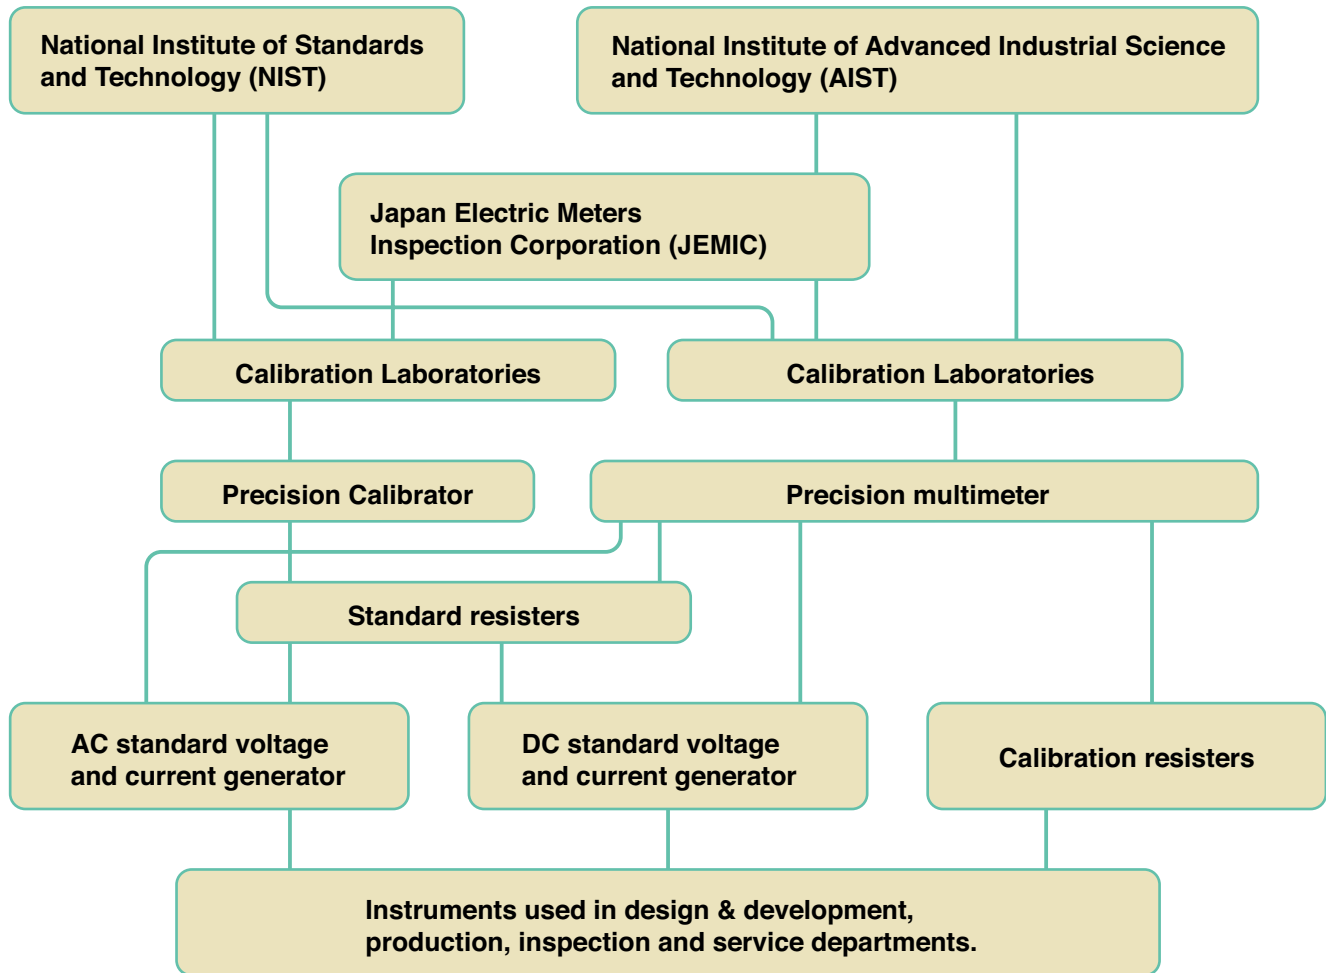 National Institute of Standards
and Technology (NIST)
National Institute of Advanced Industrial Science
and Technology (AIST)
Japan Electric Meters
Inspection Corporation (JEMIC)
Calibration Laboratories
Calibration Laboratories
Precision Calibrator
Precision multimeter
Standard resisters
AC standard voltage
and current generator
DC standard voltage
and current generator
Calibration resisters
Instruments used in design & development,
production, inspection and service departments.